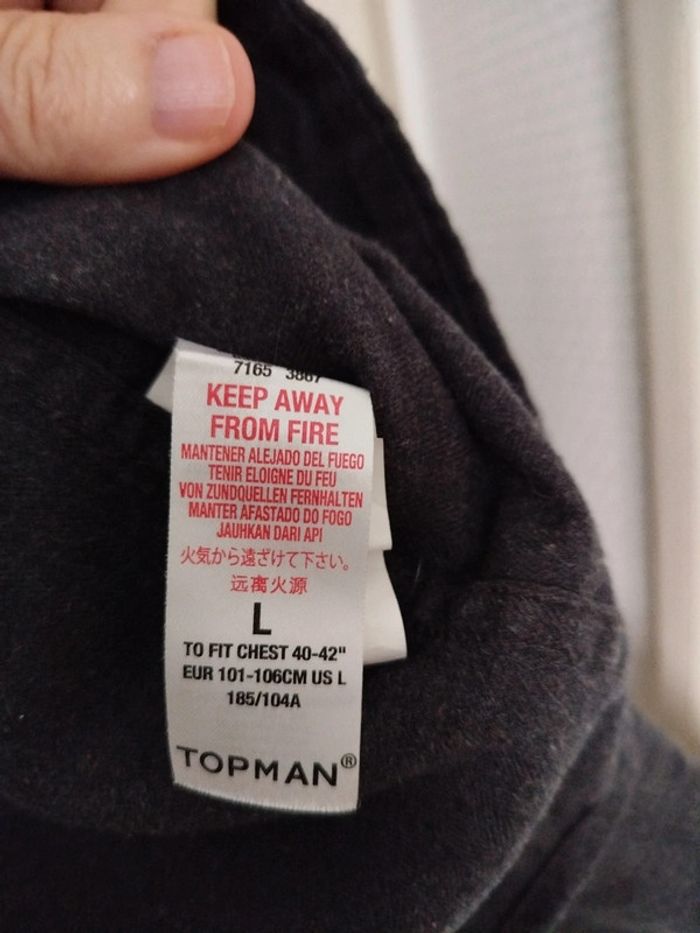 7165 3867
KEEP AWAY
FROM FIRE
MANTENER ALEJADO DEL FUEGO
TENIR ELOIGNE DU FEU
VON ZUNDQUELLEN FERNHALTEN
MANTER AFASTADO DO FOGO
JAUHKAN DARI API
火気から遠ざけて下さい。
远离火源
L
TO FIT CHEST 40-42"
EUR 101-106CM US L
185/104A
TOPMAN®